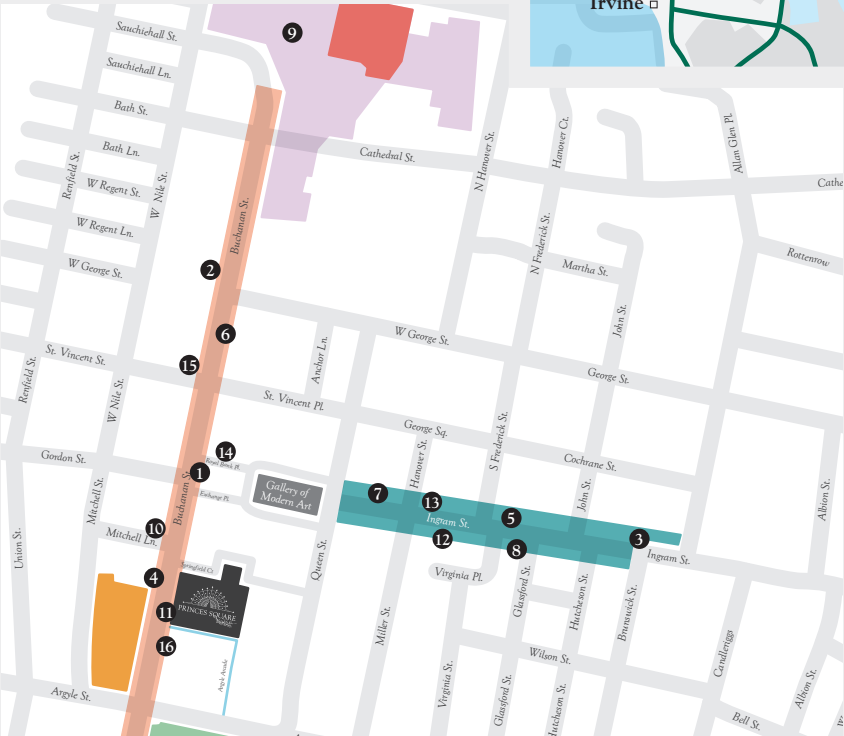 Irvine
9
Sauchiehall St.
Sauchiehall Ln.
Bath St.
Bath Ln.
Renfield St.
W Regent St.
W Nile St.
W Regent Ln.
W George St.
Buchanan St.
Cathedral St.
N Hanover St.
Hanover Ct.
Allan Glen Pl.
Cathe
N Frederick St.
Martha St.
Rottenrow
John St.
2
6
15
W George St.
George St.
St. Vincent St.
Renfield St.
W Nile St.
Anchor Ln.
St. Vincent Pl.
George Sq.
Hanover St.
S Frederick St.
Cochrane St.
John St.
Gordon St.
14
Royal Bank Pl.
1
Exchange Pl.
Buchanan St.
Gallery of
Modern Art
7
13
5
3
Ingram St.
12
8
Ingram St.
Mitchell St.
Union St.
10
Mitchell Ln.
4
Springfield Ct.
PRINCES SQUARE
11
16
Argyle Arcade
Queen St.
Virginia Pl.
Glassford St.
Hutcheson St.
Brunswick St.
Albion St.
Miller St.
Wilson St.
Candleriggs
Virginia St.
Glassford St.
Hutcheson St.
Albion St.
Argyle St.
Bell St.